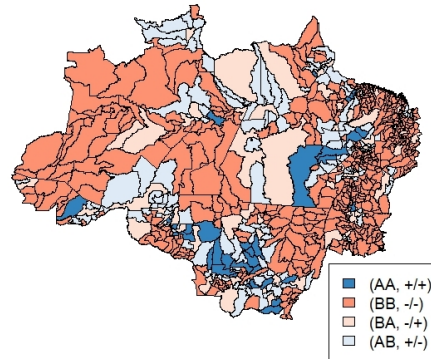 (AA, +/+)
(BB, -/-)
(BA, -/+)
(AB, +/-)